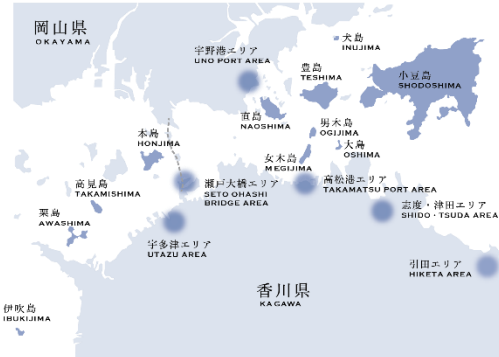 岡山県
OKAYAMA
宇野港エリア
UNO PORT AREA
犬島
INUJIMA
豊島
TESHIMA
小豆島
SHODOSHIMA
直島
NAOSHIMA
男木島
OGIJIMA
本島
HONJIMA
大島
OSHIMA
女木島
MEGIJIMA
高見島
TAKAMISHIMA
瀬戸大橋エリア
SETO OHASHI
BRIDGE AREA
高松港エリア
TAKAMATSU PORT AREA
粟島
AWASHIMA
志度・津田エリア
SHIDO・TSUDA AREA
宇多津エリア
UTAZU AREA
引田エリア
HIKETA AREA
香川県
KAGAWA
伊吹島
IBUKIJIMA